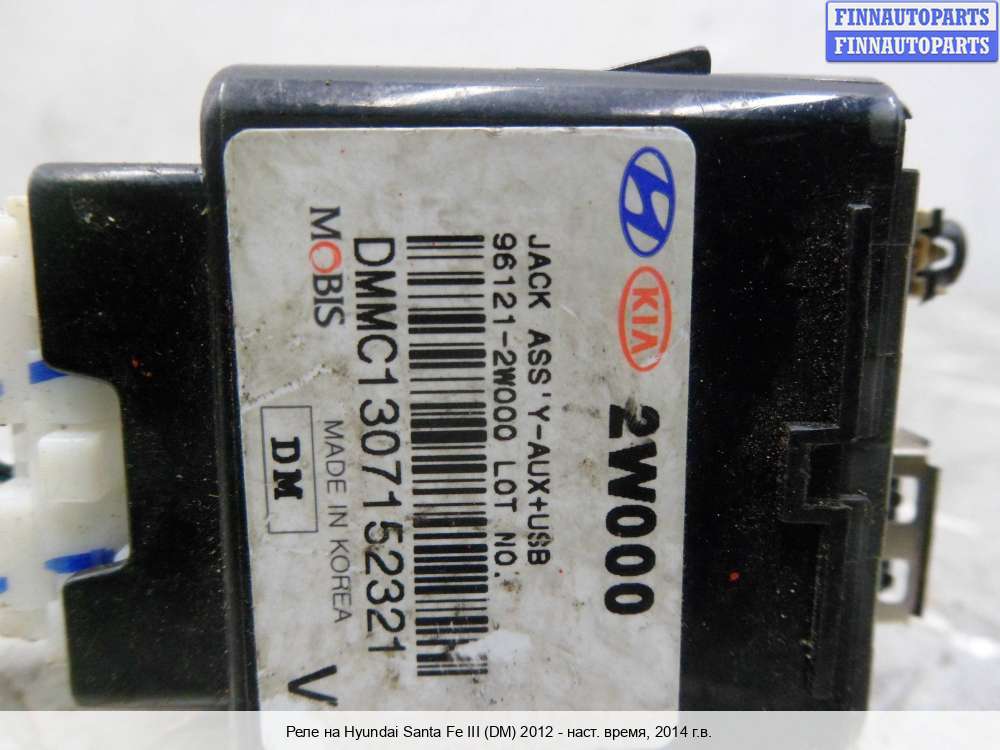 FINNAUTOPARTS
FINNAUTOPARTS
KIA
2W000
JACK ASS'Y-AUX+USB
96121-2W000 LOT NO.
DMMC1307152321
MOBIS
MADE IN KOREA
DM
V
Реле на Hyundai Santa Fe III (DM) 2012 - наст. время, 2014 г.в.